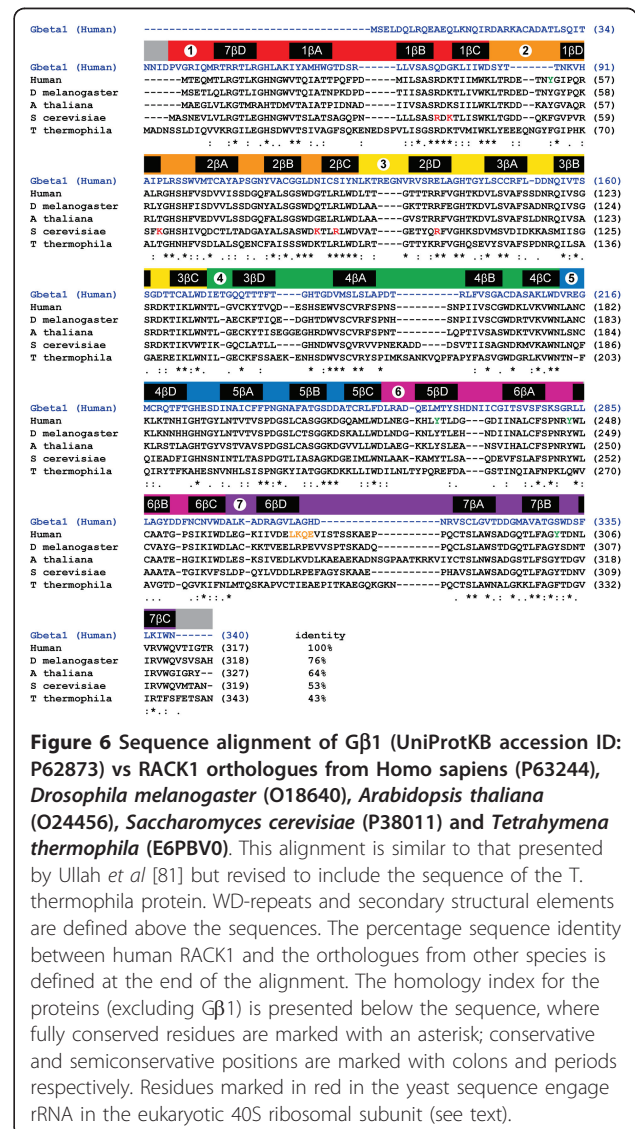 Gbeta1 (Human) ------------------------------------MSELDQLRQEAEQLKNQIRDARKACADATLSQIT (34)
1 7βD 1βA 1βB 1βC 2 1βD
Gbeta1 (Human) NNIDPVGRIQMRTRRTLRGHLAKIYAMHWGTDSR----LLVSASQDGKLIIWDSYT----TNKVH (91)
Human ----MTEQMTLRGTLKGHNGWVTQIATTPQFPD-----MILSASRDKTIIMWKLTRDE--TNYGIPQR (57)
D melanogaster ---MSETLQLRGTLIGHNGWVTQIATNPKDPD-----TIISASRDKTLIVWKLTRDE--DTNYGYPQK (58)
A thaliana ----MAEGLVLKGTMRAHTDMVTAIATPIDNAD----IIVSASRDKSIILWKLTKDD--KAYGVAQR (57)
S cerevisiae ---MASNEVLVLRGTLEGHNGWVTSLATSAGQPN---LLLSASRDKTLISWKLTGDD--QKFGVPVR (60)
T thermophila MADNSSLDIQVVKRGILEGHSDWVTSIVAGFSQKENEDSPVLISGSRDKTVMIWKLYEEEQNGYFGIPHK (70)
2βA 2βB 2βC 3 2βD 3βA 3βB
Gbeta1 (Human) AIPLRSSWVMTCAYAPSGNYVACGGLDNICSIYNLKTREGNVRVSRELAGHTGYLSCCRFL-DDNQIVTS (160)
Human ALRGHSHFVSDVVISSDGQFALSGSWDGTLRLWDLTT----GTTTRRFVGHTKDVLSVAFSSDNRQIVSG (123)
D melanogaster RLYGHSHFISDVVLSSDGNYALSGSWDQTLRLWDLAA----GKTTRRFEGHTKDVLSVAFSADNRQIVSG (124)
A thaliana RLTGHSHFVEDVVLSSDGQFALSGSWDGELRLWDLAA----GVSTRRFVGHTKDVLSVAFSLDNRQIVSA (123)
S cerevisiae SFKGHSHIVQDCTLTADGAYALSASWDKTLRLWDVAT----GETYQRFVGHKSDVMSVDIDKKASMIISG (125)
T thermophila ALTGHNHFVSDLALSQENCFAISSSWDKTLRLWDLRT----GTTYKRFVGHQSEVYSVAFSPDNRQILSA (136)
3βC 4 3βD 4βA 4βB 4βC 5
Gbeta1 (Human) SGDTTCALWDIETGQQTTTFT----GHTGDVMSLSLAPDT-------RLFVSGACDASAKLWDVREG (216)
Human SRDKTIKLWNTL-GVCKYTVQD---ESHSEWVSCVRFSPNS----SNPIIVSCGWDKLVKVWNLANC (182)
D melanogaster SRDKTIKLWNTL-AECKFTIQE---DGHTDWVSCVRFSPNH----SNPIIVSCGWDRTVKVWNLANC (183)
A thaliana SRDRTIKLWNTL-GECKYTISEGGEGHRDWVSCVRFSPNT----LQPTIVSASWDKTVKVWNLSNC (184)
S cerevisiae SRDKTIKVWTIK-GQCLATLL----GHNDWVSQVRVVPNEKADD---DSVTIISAGNDKMVKAWNLNQF (186)
T thermophila GAEREIKLWNIL-GECKFSSAEK-ENHSDWVSCVRYSPIMKSANKVQPFAPYFASVGWDGRLKVWNTN-F (203)
4βD 5βA 5βB 5βC 6 5βD 6βA
Gbeta1 (Human) MCRQTFTGHESDINAICFFPNGNAFATGSDDATCRLFDLRAD-QELMTYSHDNIICGITSVSFSKSGRLL (285)
Human KLKTNHIGHTGYLNTVTVSPDGSLCASGGKDGQAMLWDLNEG-KHLYTLDG--GDIINALCFSPNRYWL (248)
D melanogaster KLKNNHHGHNGYLNTVTVSPDGSLCTSGGKDSKALLWDLNDG-KNLYTLEH--NDIINALCFSPNRYWL (249)
A thaliana KLRSTLAGHTGYVSTVAVSPDGSLCASGGKDGVVLLWDLAEG-KKLYSLEA--NSVIHALCFSPNRYWL (250)
S cerevisiae QIEADFIGHNSNINTLTASPDGTLIASAGKDGEIMLWNLAAK-KAMYTLSA--QDEVFSLAFSPNRYWL (252)
T thermophila QIRYTFKAHESNVNHLSISPNGKYIATGGKDKKLLIWDILNLTYPQREFDA--GSTINQIAFNPKLQWV (270)
6βB 6βC 7 6βD 7βA 7βB
Gbeta1 (Human) LAGYDDFNCNVWDALK-ADRAGVLAGHD-------------NRVSCLGVTDDGMAVATGSWDSF (335)
Human CAATG-PSIKIWDLEG-KIIVDELKQEVISTSSKAEP----PQCTSLAWSADGQTLFAGYTDNL (306)
D melanogaster CVAYG-PSIKIWDLAC-KKTVEELRPEVVSPTSKADQ----PQCLSLAWSTDGQTLFAGYSDNT (307)
A thaliana CAATE-HGIKIWDLES-KSIVEDLKVDLKAEAEKADNSGPAATKRKVIYCTSLNWSADGSTLFSGYTDGV (318)
S cerevisiae AAATA-TGIKVFSLDP-QYLVDDLRPEFAGYSKAAE-----PHAVSLAWSADGQTLFAGYTDNV (309)
T thermophila AVGTD-QGVKIFNLMTQSKAPVCTIEAEPITKAEGQKGKN---PQCTSLAWNALGKKLFAGFTDGV (332)
7βC
Gbeta1 (Human) LKIWN------ (340) identity
Human VRVWQVTIGTR (317) 100%
D melanogaster IRVWQVSVSAH (318) 76%
A thaliana IRVWGIGRY-- (327) 64%
S cerevisiae IRVWQVMTAN- (319) 53%
T thermophila IRTFSFETSAN (343) 43%
:*. .
Figure 6 Sequence alignment of Gβ1 (UniProtKB accession ID:
P62873) vs RACK1 orthologues from Homo sapiens (P63244),
Drosophila melanogaster (O18640), Arabidopsis thaliana
(O24456), Saccharomyces cerevisiae (P38011) and Tetrahymena
thermophila (E6PBV0). This alignment is similar to that presented
by Ullah et al [81] but revised to include the sequence of the T.
thermophila protein. WD-repeats and secondary structural elements
are defined above the sequences. The percentage sequence identity
between human RACK1 and the orthologues from other species is
defined at the end of the alignment. The homology index for the
proteins (excluding Gβ1) is presented below the sequence, where
fully conserved residues are marked with an asterisk; conservative
and semiconservative positions are marked with colons and periods
respectively. Residues marked in red in the yeast sequence engage
rRNA in the eukaryotic 40S ribosomal subunit (see text).